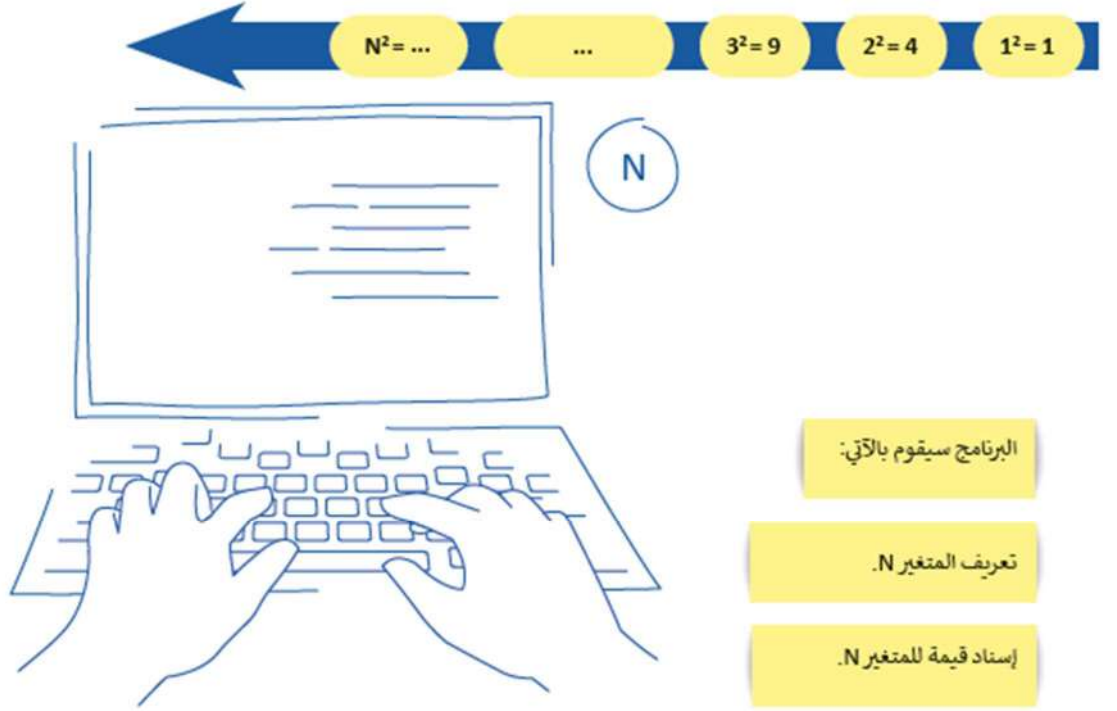 1² = 1
2² = 4
3² = 9
...
N² = ...
N
البرنامج سيقوم بالآتي:
تعريف المتغير N.
إسناد قيمة للمتغير N.